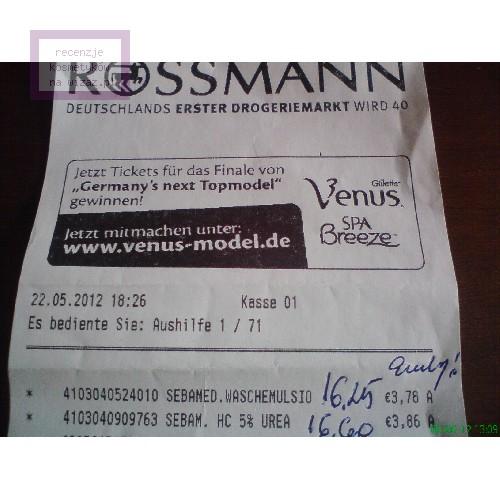 recenzje
kosmetyków
na wizaz.pl
ROSSMANN
DEUTSCHLANDS ERSTER DROGERIEMARKT WIRD 40
Jetzt Tickets für das Finale von
„Germany's next Topmodel“
gewinnen!
Jetzt mitmachen unter:
www.venus-model.de
Gillette
Venus
SPA
Breeze
22.05.2012 18:26 Kasse 01
Es bediente Sie: Aushilfe 1 / 71
* 4103040524010 SEBAMED.WASCHEMULSIO 16,25 €3,78 A
* 4103040909763 SEBAM. HC 5% UREA 16,60 €3,86 A